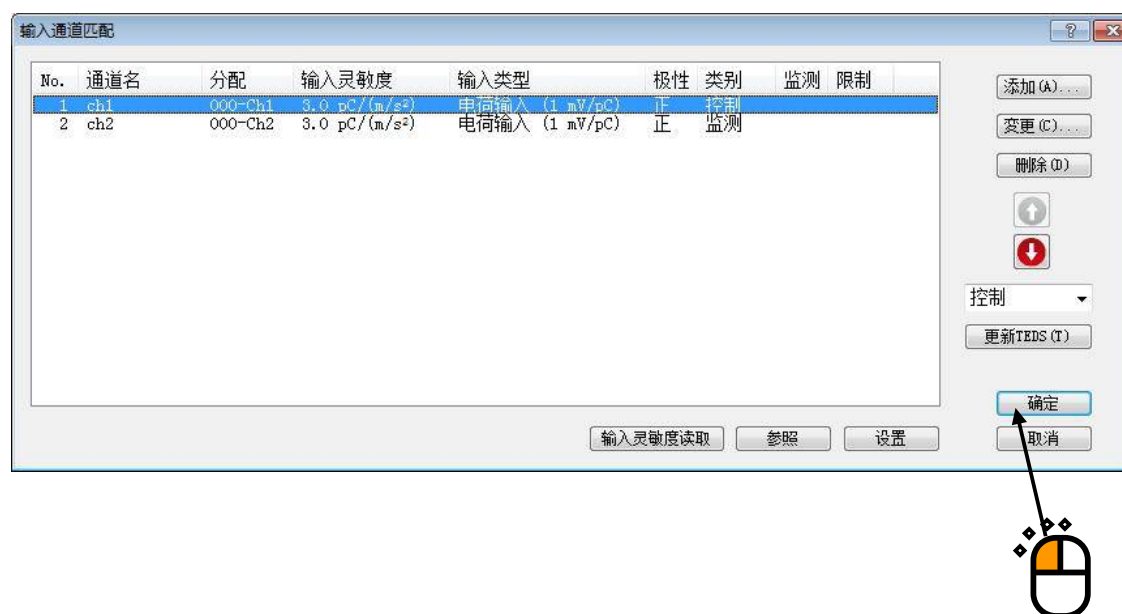 输入通道匹配
No. 通道名 分配 输入灵敏度 输入类型 极性 类别 监测 限制
1 ch1 000-Ch1 3.0 pC/(m/s²) 电荷输入 (1 mV/pC) 正 控制
2 ch2 000-Ch2 3.0 pC/(m/s²) 电荷输入 (1 mV/pC) 正 监测
添加(A)...
变更(C)...
删除(D)
控制
更新TEDS(T)
确定
输入灵敏度读取 参照 设置 取消